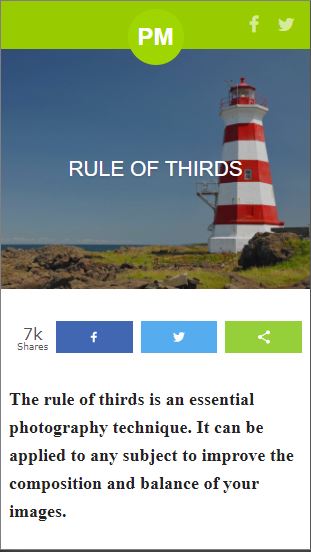 PM
RULE OF THIRDS
7k
Shares
The rule of thirds is an essential
photography technique. It can be
applied to any subject to improve the
composition and balance of your
images.